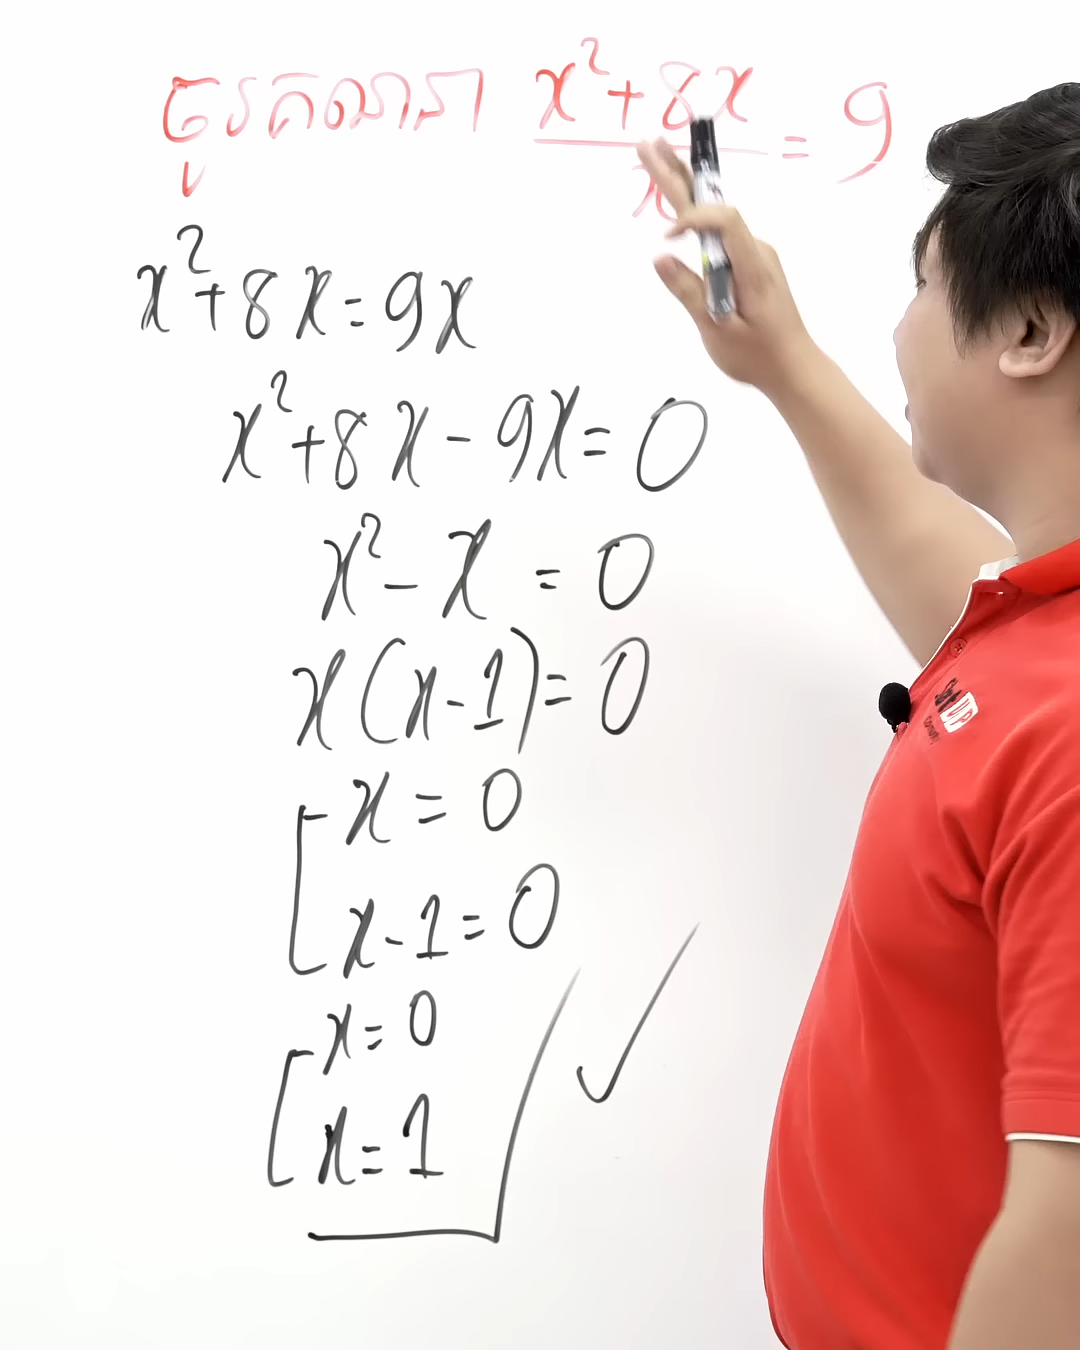 ចូរគណនា x²+8x/x = 9
x²+8x=9x
x²+8x-9x=0
x²-x=0
x(x-1)=0
x=0
x-1=0
x=0
x=1